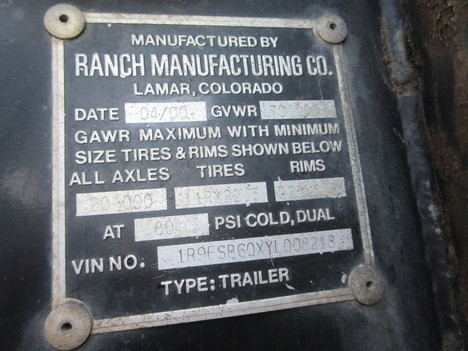 MANUFACTURED BY
RANCH MANUFACTURING CO.
LAMAR, COLORADO
DATE 04/00 GVWR
GAWR MAXIMUM WITH MINIMUM
SIZE TIRES & RIMS SHOWN BELOW
ALL AXLES TIRES RIMS
20,000
AT PSI COLD, DUAL
VIN NO.
TYPE: TRAILER